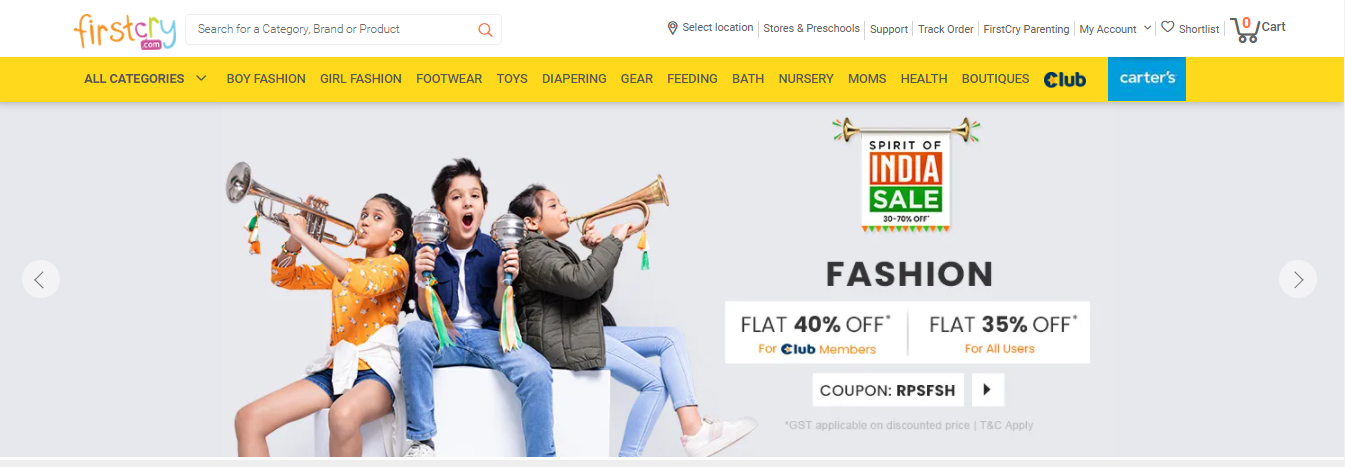 firstcry
.com
Search for a Category, Brand or Product
Select location
Stores & Preschools
Support
Track Order
FirstCry Parenting
My Account
Shortlist
0
Cart
ALL CATEGORIES
BOY FASHION
GIRL FASHION
FOOTWEAR
TOYS
DIAPERING
GEAR
FEEDING
BATH
NURSERY
MOMS
HEALTH
BOUTIQUES
Club
carter's
SPIRIT OF
INDIA
SALE
30-70% OFF*
FASHION
FLAT 40% OFF*
For Club Members
FLAT 35% OFF*
For All Users
COUPON: RPSFSH
*GST applicable on discounted price | T&C Apply